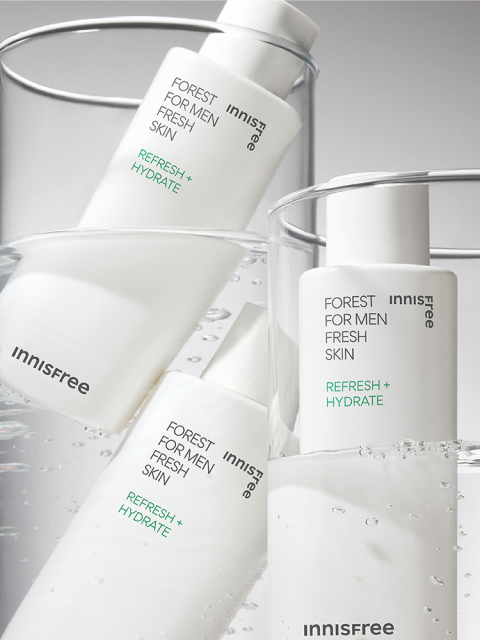 FOREST
FOR MEN
FRESH
SKIN
innisfree
REFRESH +
HYDRATE
innisfree
FOREST
FOR MEN
FRESH
SKIN
innisfree
REFRESH +
HYDRATE
innisfree
FOREST
FOR MEN
FRESH
SKIN
innisfree
REFRESH +
HYDRATE